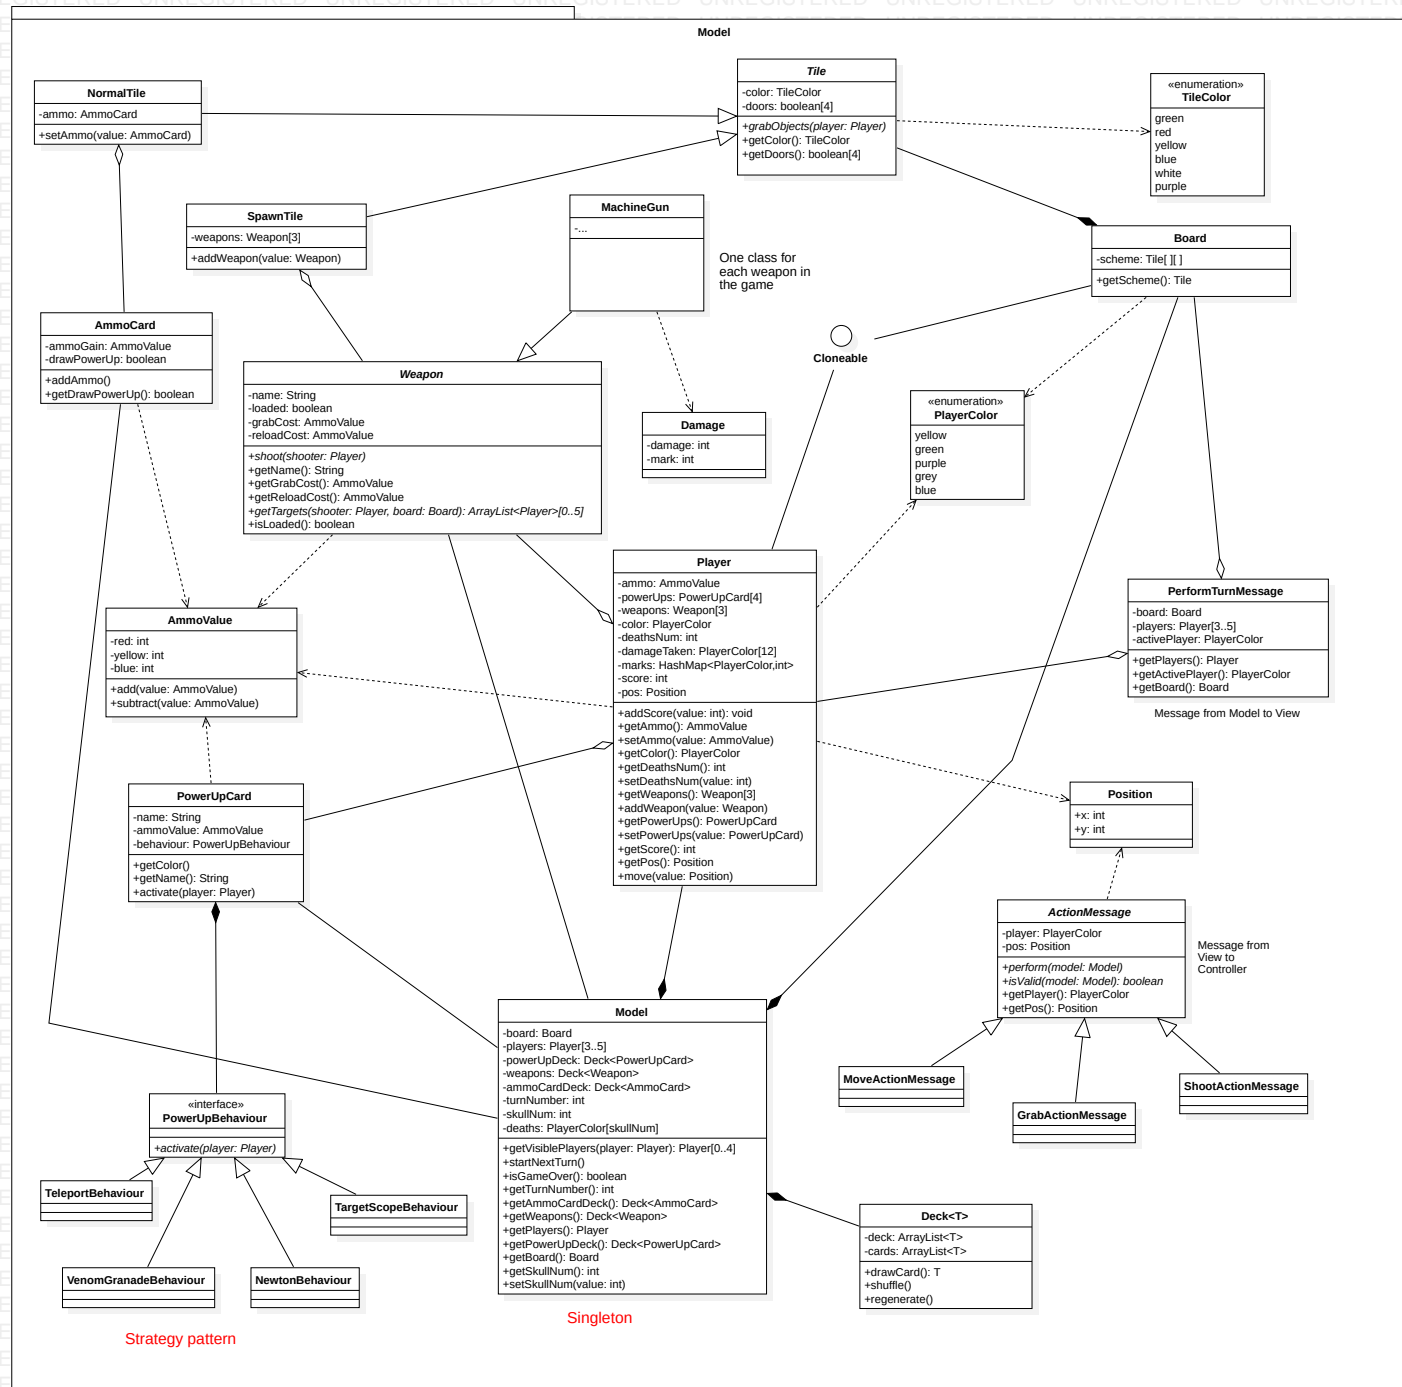 UNREGISTERED UNREGISTERED UNREGISTERED UNREGISTERED UNREGISTERED UNREGISTERED
Model
NormalTile
-ammo: AmmoCard
+setAmmo(value: AmmoCard)
Tile
-color: TileColor
-doors: boolean[4]
+grabObjects(player: Player)
+getColor(): TileColor
+getDoors(): boolean[4]
«enumeration»
TileColor
green
red
yellow
blue
white
purple
SpawnTile
-weapons: Weapon[3]
+addWeapon(value: Weapon)
MachineGun
-...
One class for
each weapon in
the game
Board
-scheme: Tile[ ][ ]
+getScheme(): Tile
AmmoCard
-ammoGain: AmmoValue
-drawPowerUp: boolean
+addAmmo()
+getDrawPowerUp(): boolean
Cloneable
Weapon
-name: String
-loaded: boolean
-grabCost: AmmoValue
-reloadCost: AmmoValue
+shoot(shooter: Player)
+getName(): String
+getGrabCost(): AmmoValue
+getReloadCost(): AmmoValue
+getTargets(shooter: Player, board: Board): ArrayList<Player>[0..5]
+isLoaded(): boolean
Damage
-damage: int
-mark: int
«enumeration»
PlayerColor
yellow
green
purple
grey
blue
Player
-ammo: AmmoValue
-powerUps: PowerUpCard[4]
-weapons: Weapon[3]
-color: PlayerColor
-deathsNum: int
-damageTaken: PlayerColor[12]
-marks: HashMap<PlayerColor,int>
-score: int
-pos: Position
+addScore(value: int): void
+getAmmo(): AmmoValue
+setAmmo(value: AmmoValue)
+getColor(): PlayerColor
+getDeathsNum(): int
+setDeathsNum(value: int)
+getWeapons(): Weapon[3]
+addWeapon(value: Weapon)
+getPowerUps(): PowerUpCard
+setPowerUps(value: PowerUpCard)
+getScore(): int
+getPos(): Position
+move(value: Position)
PerformTurnMessage
-board: Board
-players: Player[3..5]
-activePlayer: PlayerColor
+getPlayers(): Player
+getActivePlayer(): PlayerColor
+getBoard(): Board
Message from Model to View
AmmoValue
-red: int
-yellow: int
-blue: int
+add(value: AmmoValue)
+subtract(value: AmmoValue)
PowerUpCard
-name: String
-ammoValue: AmmoValue
-behaviour: PowerUpBehaviour
+getColor()
+getName(): String
+activate(player: Player)
Position
+x: int
+y: int
ActionMessage
-player: PlayerColor
-pos: Position
+perform(model: Model)
+isValid(model: Model): boolean
+getPlayer(): PlayerColor
+getPos(): Position
Message from
View to
Controller
Model
-board: Board
-players: Player[3..5]
-powerUpDeck: Deck<PowerUpCard>
-weapons: Deck<Weapon>
-ammoCardDeck: Deck<AmmoCard>
-turnNumber: int
-skullNum: int
-deaths: PlayerColor[skullNum]
+getVisiblePlayers(player: Player): Player[0..4]
+startNextTurn()
+isGameOver(): boolean
+getTurnNumber(): int
+getAmmoCardDeck(): Deck<AmmoCard>
+getWeapons(): Deck<Weapon>
+getPlayers(): Player
+getPowerUpDeck(): Deck<PowerUpCard>
+getBoard(): Board
+getSkullNum(): int
+setSkullNum(value: int)
MoveActionMessage
GrabActionMessage
ShootActionMessage
«interface»
PowerUpBehaviour
+activate(player: Player)
TeleportBehaviour
TargetScopeBehaviour
VenomGranadeBehaviour
NewtonBehaviour
Deck<T>
-deck: ArrayList<T>
-cards: ArrayList<T>
+drawCard(): T
+shuffle()
+regenerate()
Singleton
Strategy pattern